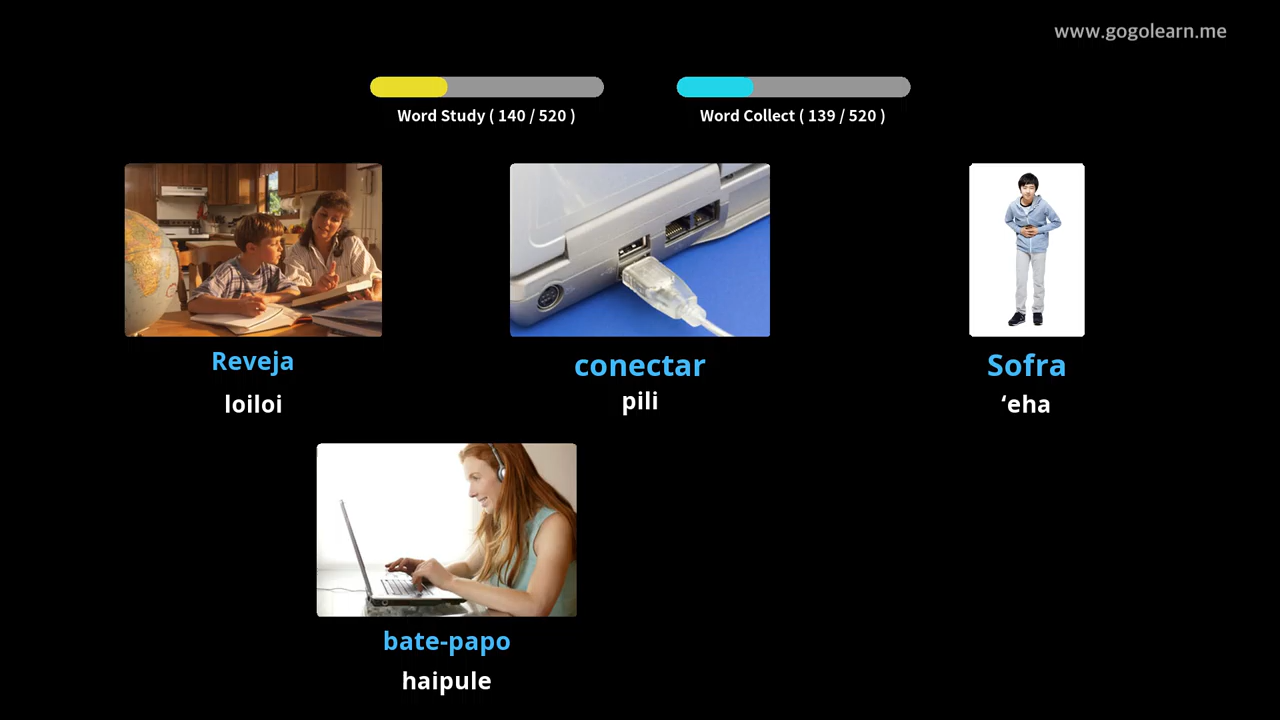 www.gogolearn.me
Word Study ( 140 / 520 )
Word Collect ( 139 / 520 )
Reveja
loiloi
conectar
pili
Sofra
ʻeha
bate-papo
haipule